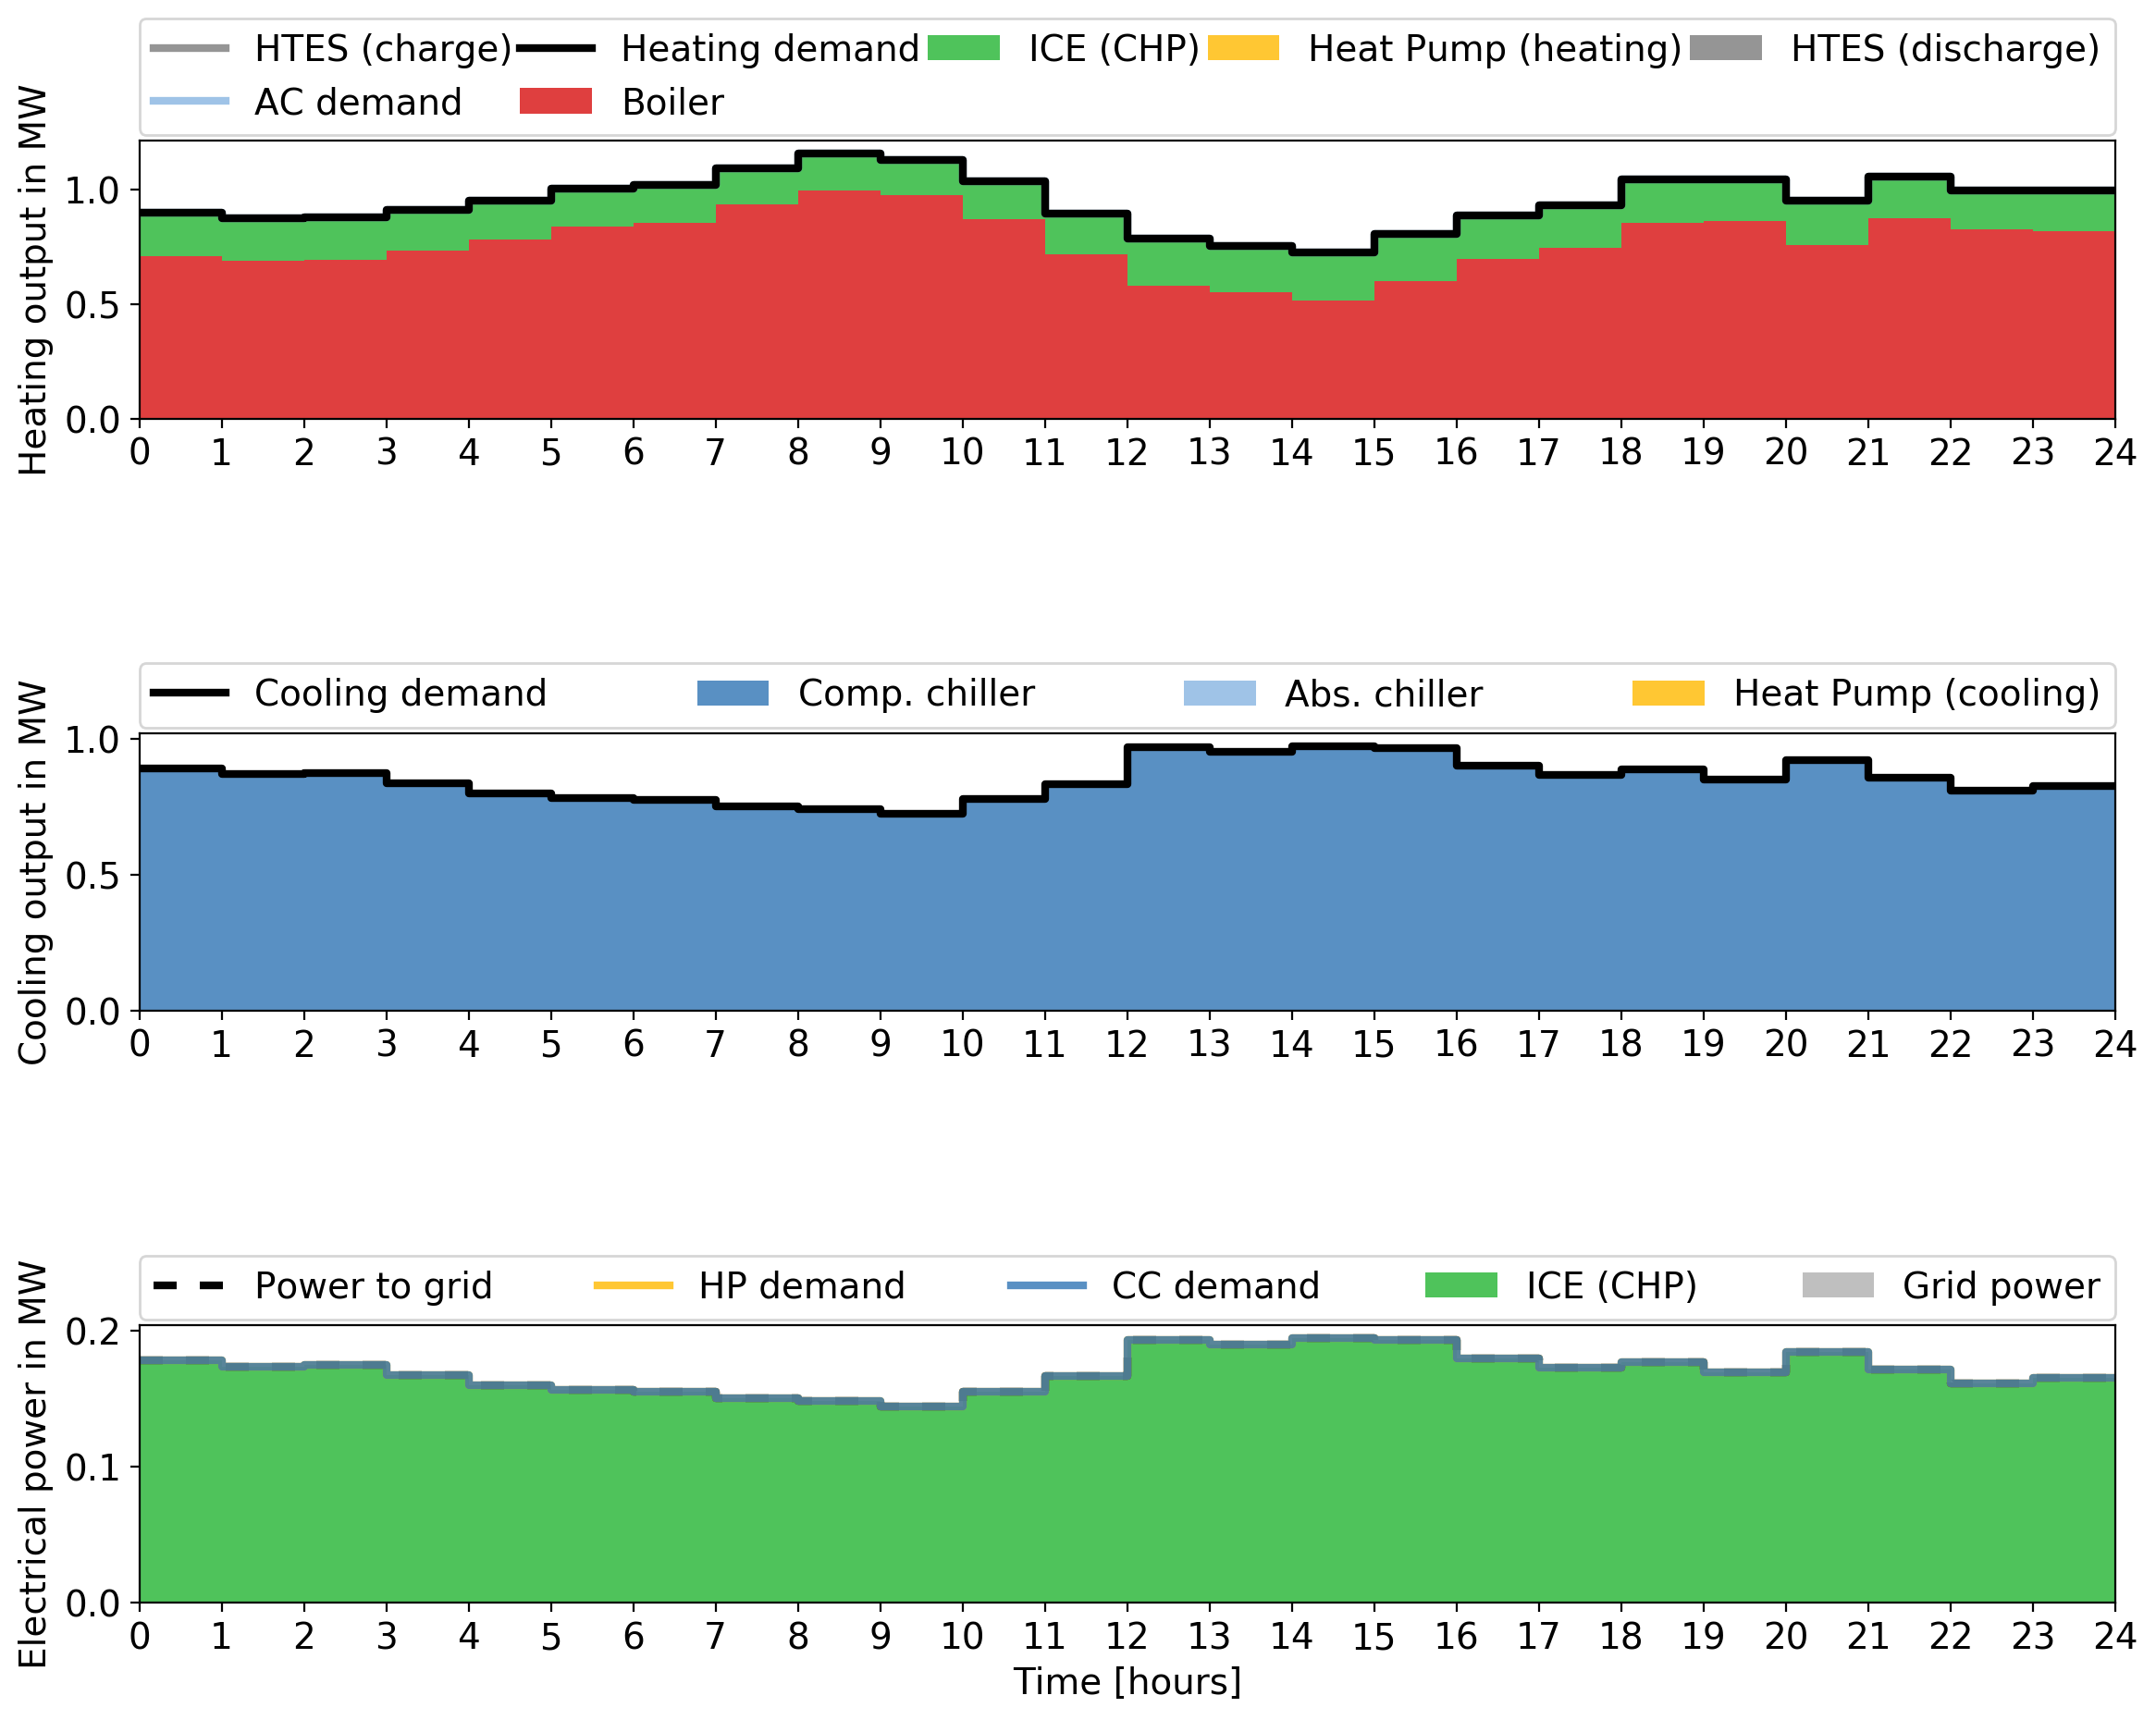 HTES (charge) Heating demand ICE (CHP) Heat Pump (heating) HTES (discharge)
AC demand Boiler
Heating output in MW
1.0
0.5
0.0
0 1 2 3 4 5 6 7 8 9 10 11 12 13 14 15 16 17 18 19 20 21 22 23 24
Cooling demand Comp. chiller Abs. chiller Heat Pump (cooling)
Cooling output in MW
1.0
0.5
0.0
0 1 2 3 4 5 6 7 8 9 10 11 12 13 14 15 16 17 18 19 20 21 22 23 24
Power to grid HP demand CC demand ICE (CHP) Grid power
Electrical power in MW
0.2
0.1
0.0
0 1 2 3 4 5 6 7 8 9 10 11 12 13 14 15 16 17 18 19 20 21 22 23 24
Time [hours]